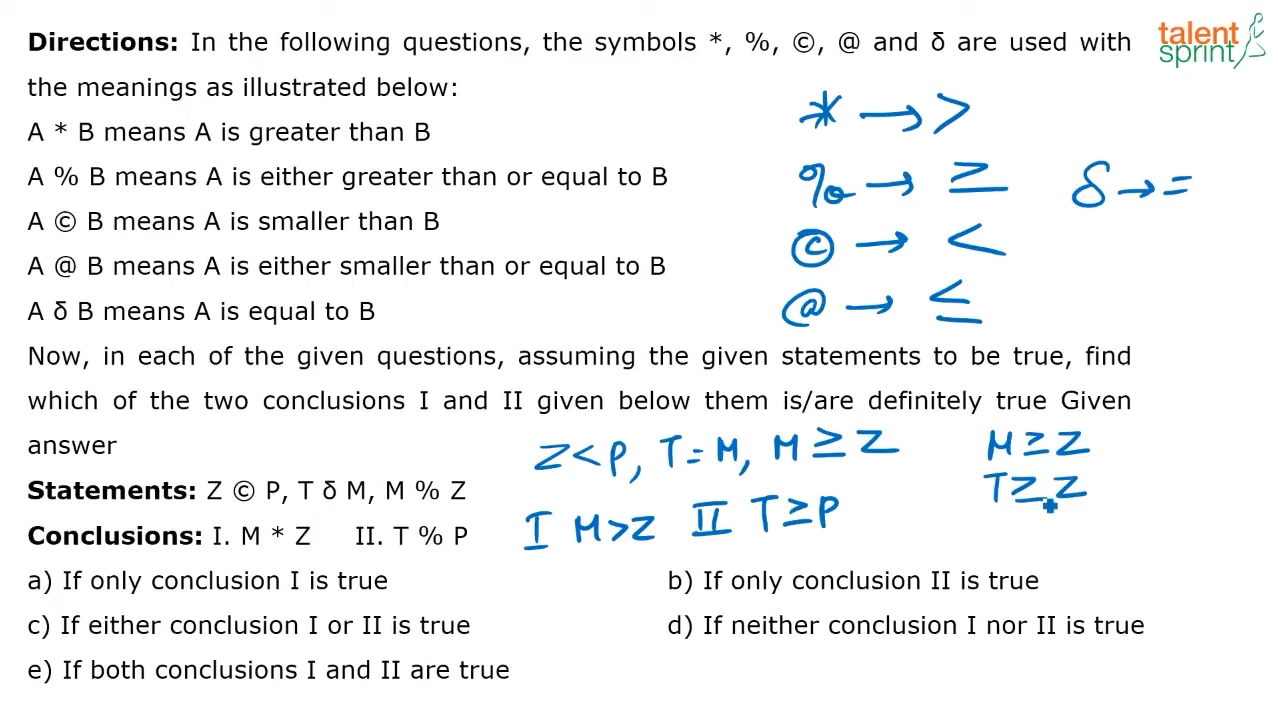 talent
sprint
Directions: In the following questions, the symbols *, %, ©, @ and δ are used with
the meanings as illustrated below:
A * B means A is greater than B
A % B means A is either greater than or equal to B
A © B means A is smaller than B
A @ B means A is either smaller than or equal to B
A δ B means A is equal to B
* → >
% → ≥ δ → =
© → <
@ → ≤
Now, in each of the given questions, assuming the given statements to be true, find
which of the two conclusions I and II given below them is/are definitely true Given
answer
Z < P, T = M, M ≥ Z M ≥ Z
T ≥ Z
Statements: Z © P, T δ M, M % Z
Conclusions: I. M * Z II. T % P
I M > Z II T ≥ P
a) If only conclusion I is true b) If only conclusion II is true
c) If either conclusion I or II is true d) If neither conclusion I nor II is true
e) If both conclusions I and II are true